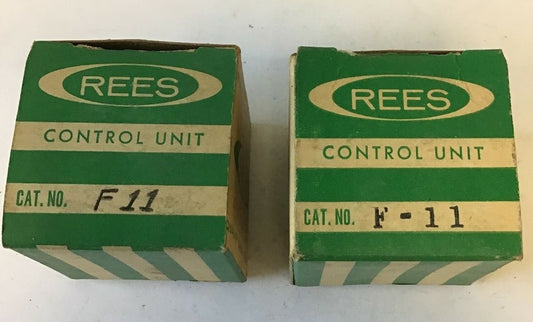 REES
CONTROL UNIT
CAT. NO. F11
REES
CONTROL UNIT
CAT. NO. F-11